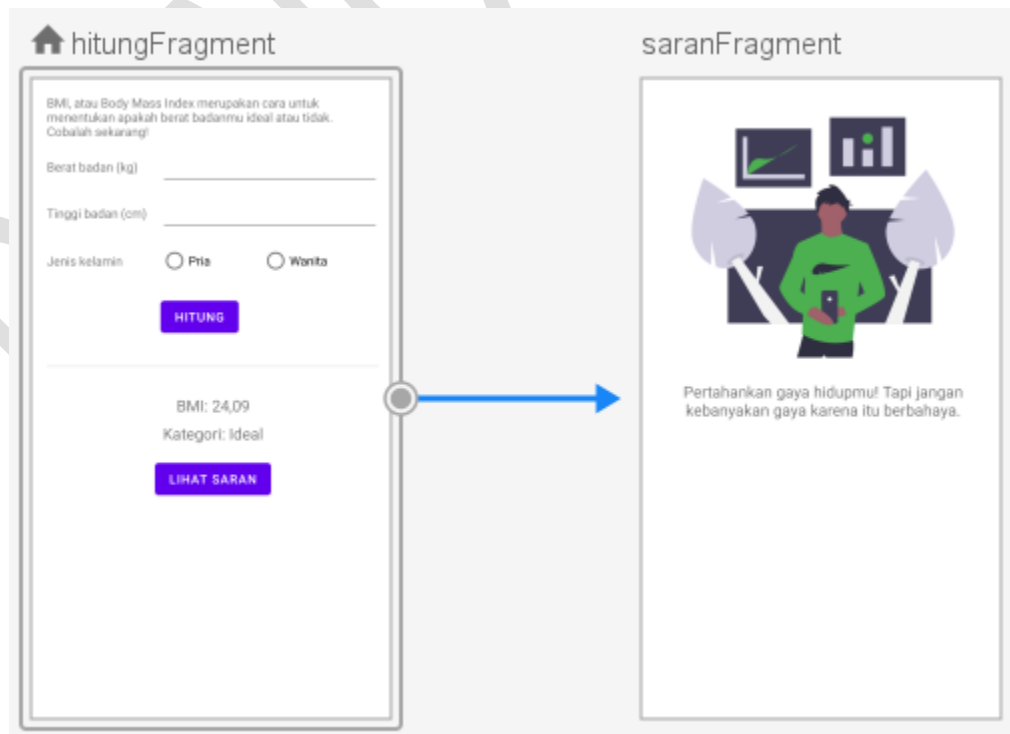 hitungFragment
BMI, atau Body Mass Index merupakan cara untuk
menentukan apakah berat badanmu ideal atau tidak.
Cobalah sekarang!
Berat badan (kg)
Tinggi badan (cm)
Jenis kelamin
Pria
Wanita
HITUNG
BMI: 24,09
Kategori: Ideal
LIHAT SARAN
saranFragment
Pertahankan gaya hidupmu! Tapi jangan
kebanyakan gaya karena itu berbahaya.